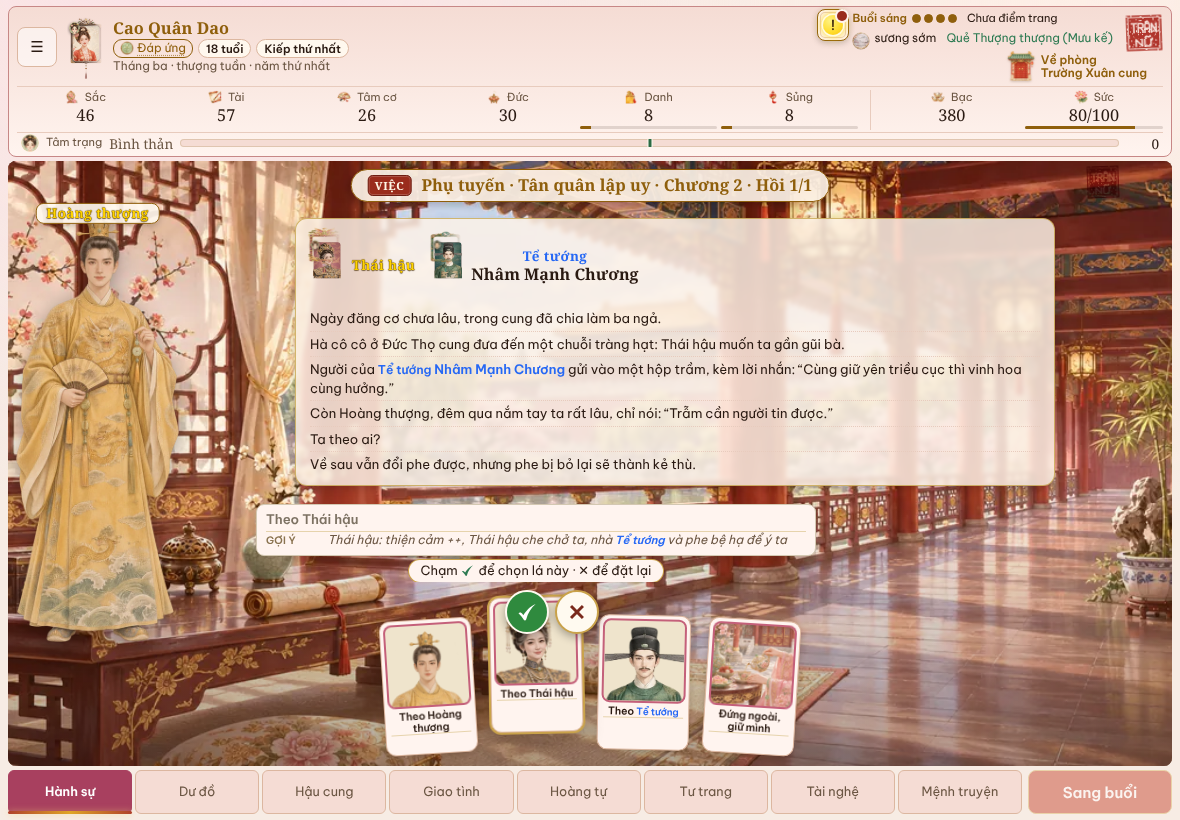 Cao Quân Dao
Đáp ứng
18 tuổi
Kiếp thứ nhất
Tháng ba · thượng tuần · năm thứ nhất
!
Buổi sáng
Chưa điểm trang
sương sớm
Quẻ Thượng thượng (Mưu kế)
Về phòng
Trường Xuân cung
Sắc
46
Tài
57
Tâm cơ
26
Đức
30
Danh
8
Sủng
8
Bạc
380
Sức
80/100
Tâm trạng
Bình thản
0
VIỆC
Phụ tuyến · Tân quân lập uy · Chương 2 · Hồi 1/1
Hoàng thượng
Thái hậu
Tể tướng
Nhâm Mạnh Chương
Ngày đăng cơ chưa lâu, trong cung đã chia làm ba ngả.
Hà cô cô ở Đức Thọ cung đưa đến một chuỗi tràng hạt: Thái hậu muốn ta gần gũi bà.
Người của Tể tướng Nhâm Mạnh Chương gửi vào một hộp trầm, kèm lời nhắn: “Cùng giữ yên triều cục thì vinh hoa
cùng hưởng.”
Còn Hoàng thượng, đêm qua nắm tay ta rất lâu, chỉ nói: “Trẫm cần người tin được.”
Ta theo ai?
Về sau vẫn đổi phe được, nhưng phe bị bỏ lại sẽ thành kẻ thù.
Theo Thái hậu
GỢI Ý
Thái hậu: thiện cảm ++, Thái hậu che chở ta, nhà Tể tướng và phe bệ hạ để ý ta
Chạm ✓ để chọn lá này · ✕ để đặt lại
Theo Hoàng
thượng
Theo Thái hậu
Theo Tể tướng
Đứng ngoài,
giữ mình
Hành sự
Dư đồ
Hậu cung
Giao tình
Hoàng tự
Tư trang
Tài nghệ
Mệnh truyện
Sang buổi